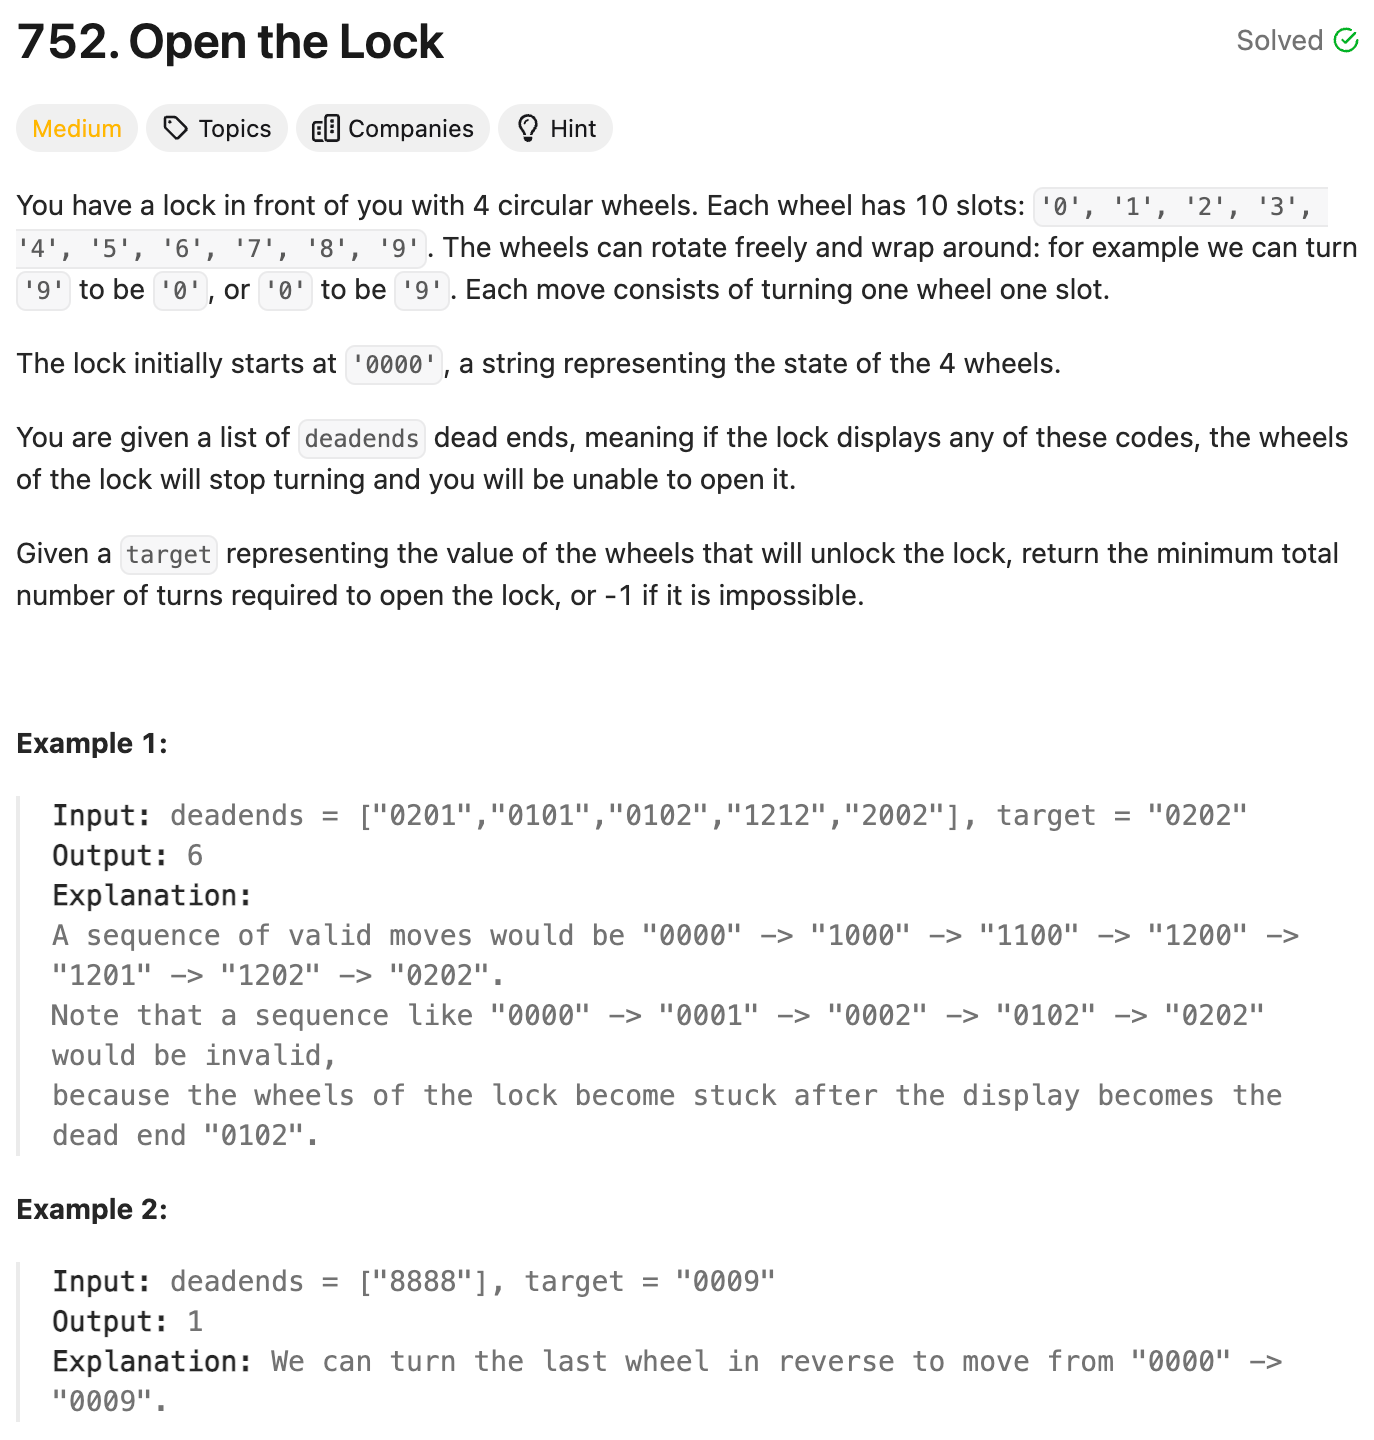 752. Open the Lock
Solved
Medium
Topics
Companies
Hint
You have a lock in front of you with 4 circular wheels. Each wheel has 10 slots: '0', '1', '2', '3',
'4', '5', '6', '7', '8', '9'. The wheels can rotate freely and wrap around: for example we can turn
'9' to be '0', or '0' to be '9'. Each move consists of turning one wheel one slot.
The lock initially starts at '0000', a string representing the state of the 4 wheels.
You are given a list of deadends dead ends, meaning if the lock displays any of these codes, the wheels
of the lock will stop turning and you will be unable to open it.
Given a target representing the value of the wheels that will unlock the lock, return the minimum total
number of turns required to open the lock, or -1 if it is impossible.
Example 1:
Input: deadends = ["0201","0101","0102","1212","2002"], target = "0202"
Output: 6
Explanation:
A sequence of valid moves would be "0000" -> "1000" -> "1100" -> "1200" ->
"1201" -> "1202" -> "0202".
Note that a sequence like "0000" -> "0001" -> "0002" -> "0102" -> "0202"
would be invalid,
because the wheels of the lock become stuck after the display becomes the
dead end "0102".
Example 2:
Input: deadends = ["8888"], target = "0009"
Output: 1
Explanation: We can turn the last wheel in reverse to move from "0000" ->
"0009".